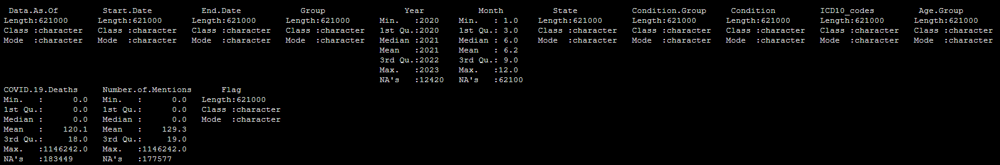 Data.As.Of         Start.Date          End.Date            Group                Year          Month          State           Condition.Group     Condition         ICD10_codes         Age.Group
Length:621000      Length:621000      Length:621000      Length:621000      Min.   :2020    Min.   : 1.0   Length:621000      Length:621000      Length:621000      Length:621000      Length:621000
Class :character   Class :character   Class :character   Class :character   1st Qu.:2020    1st Qu.: 3.0   Class :character   Class :character   Class :character   Class :character   Class :character
Mode  :character   Mode  :character   Mode  :character   Mode  :character   Median :2021    Median : 6.0   Mode  :character   Mode  :character   Mode  :character   Mode  :character   Mode  :character
Mean   :2021    Mean   : 6.2
3rd Qu.:2022    3rd Qu.: 9.0
Max.   :2023    Max.   :12.0
NA's   :12420   NA's   :62100
COVID.19.Deaths     Number.of.Mentions      Flag
Min.   :      0.0   Min.   :      0.0   Length:621000
1st Qu.:      0.0   1st Qu.:      0.0   Class :character
Median :      0.0   Median :      0.0   Mode  :character
Mean   :    120.1   Mean   :    129.3
3rd Qu.:     18.0   3rd Qu.:     19.0
Max.   :1146242.0   Max.   :1146242.0
NA's   :183449      NA's   :177577